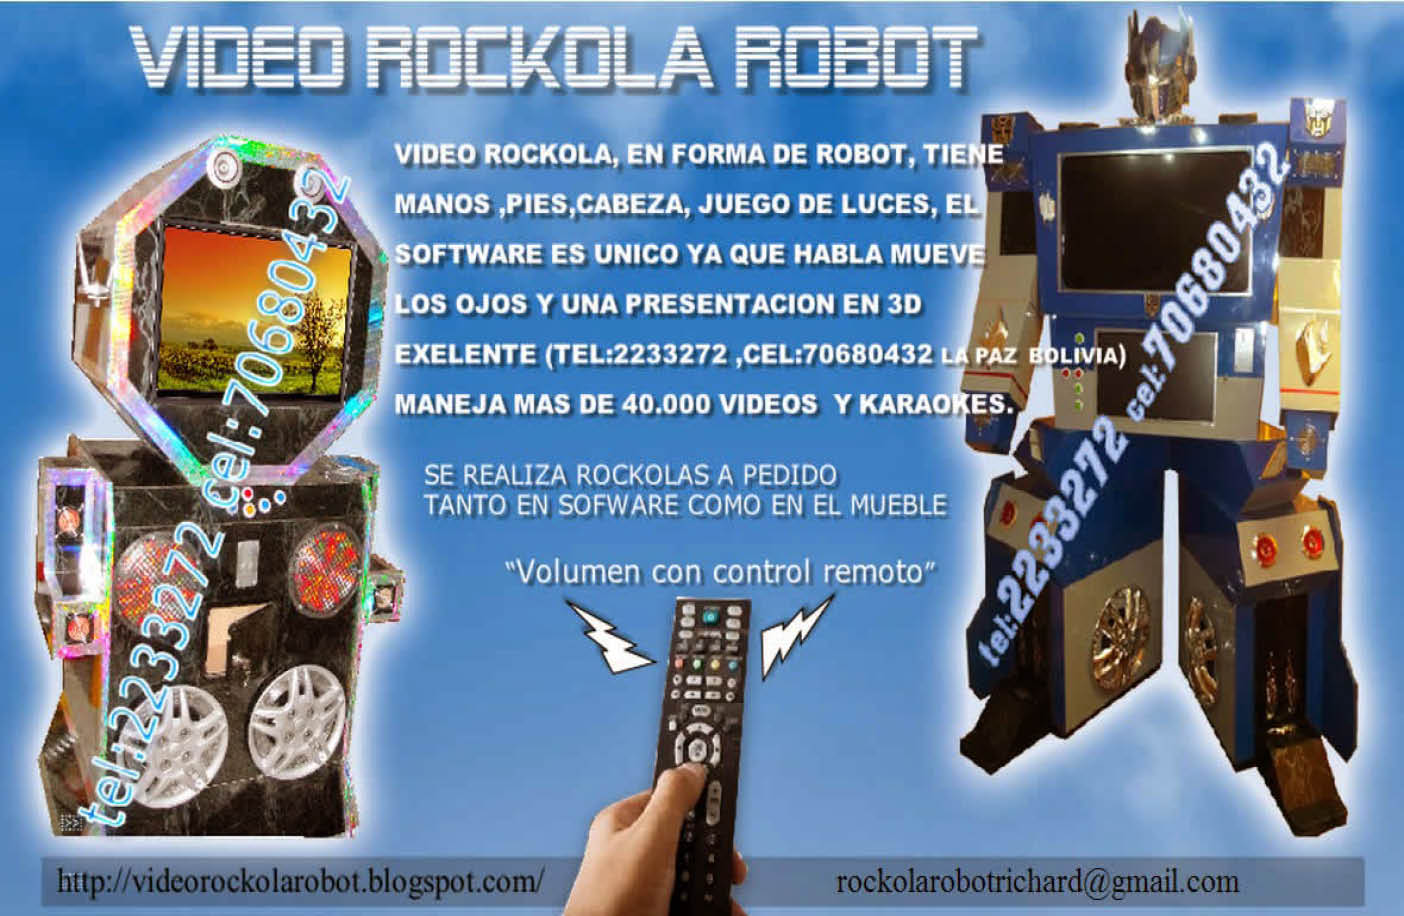 VIDEO ROCKOLA ROBOT
VIDEO ROCKOLA, EN FORMA DE ROBOT, TIENE
MANOS ,PIES,CABEZA, JUEGO DE LUCES, EL
SOFTWARE ES UNICO YA QUE HABLA MUEVE
LOS OJOS Y UNA PRESENTACION EN 3D
EXELENTE (TEL:2233272 ,CEL:70680432 LA PAZ BOLIVIA)
MANEJA MAS DE 40.000 VIDEOS Y KARAOKES.
SE REALIZA ROCKOLAS A PEDIDO
TANTO EN SOFWARE COMO EN EL MUEBLE
"Volumen con control remoto"
tel:2233272 cel:70680432
tel:2233272 cel:70680432
http://videorockolarobot.blogspot.com/
rockolarobotrichard@gmail.com